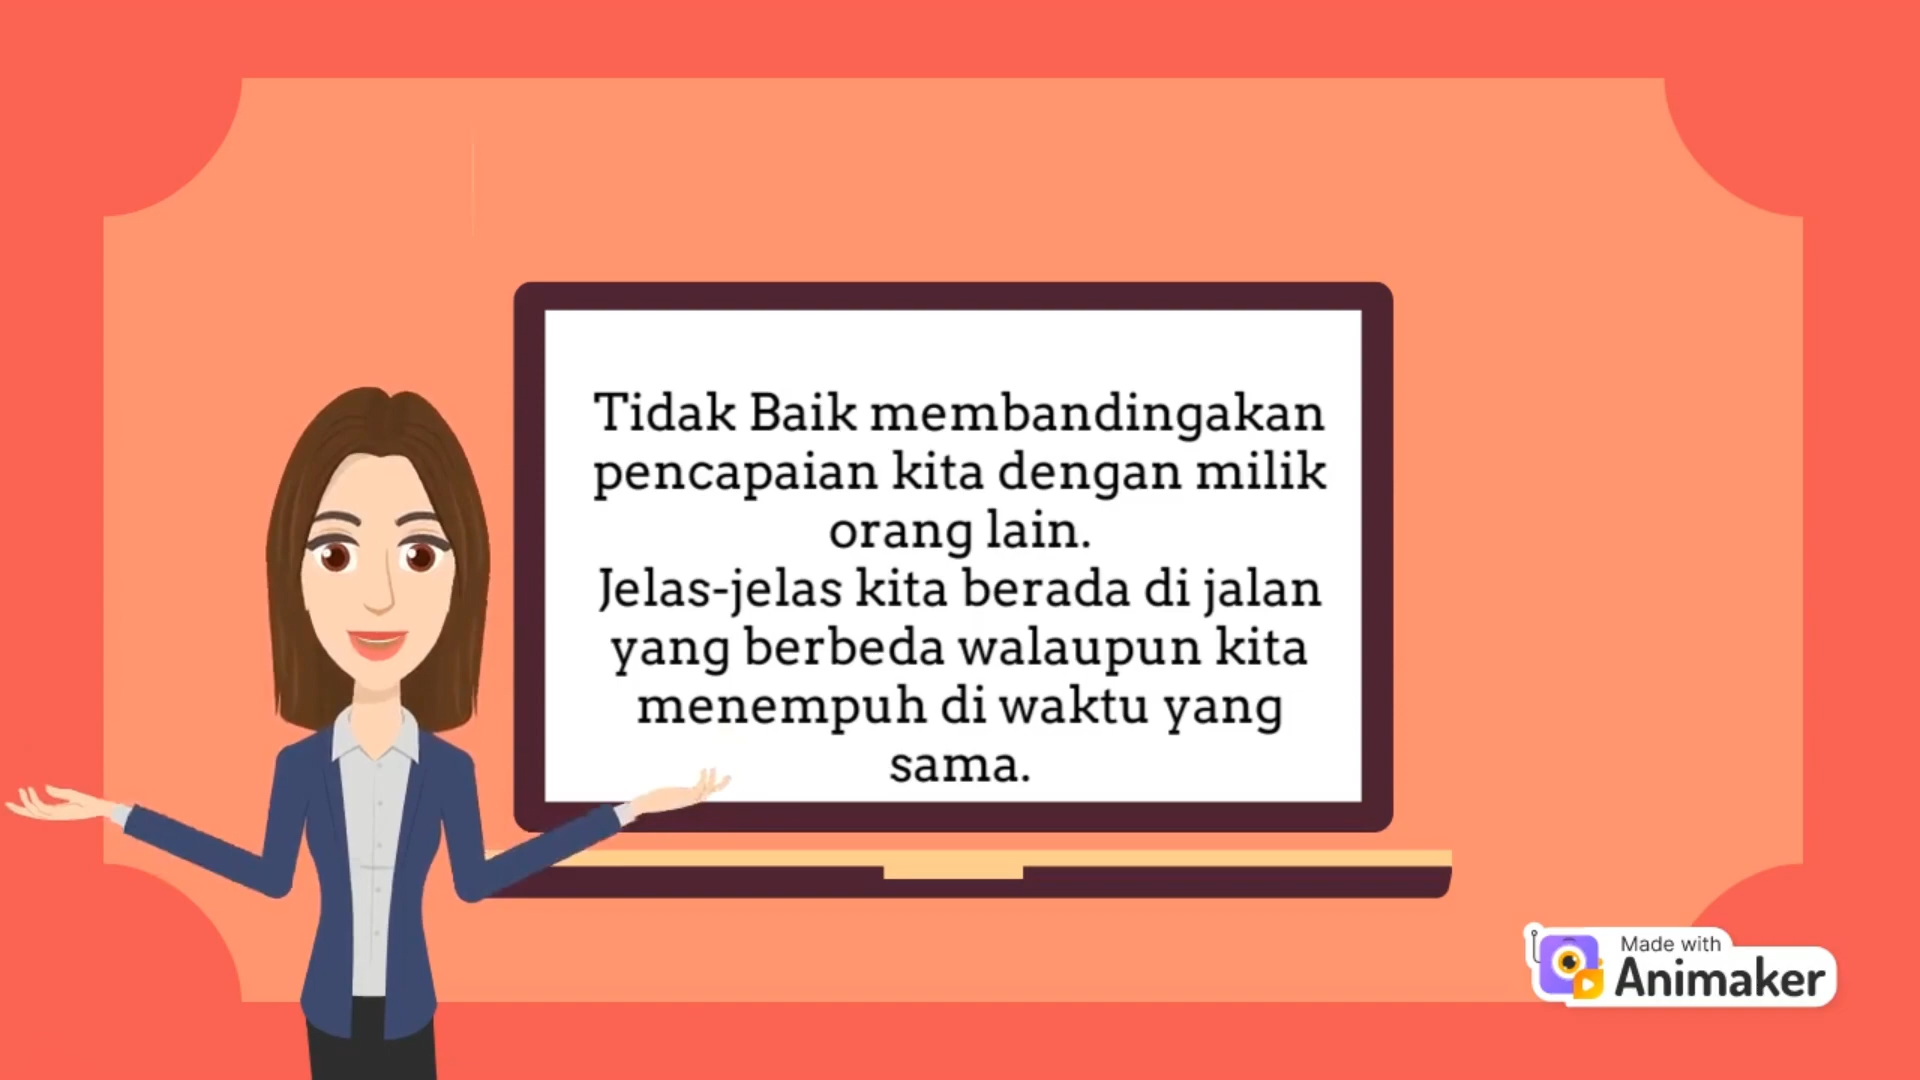 Tidak Baik membandingakan
pencapaian kita dengan milik
orang lain.
Jelas-jelas kita berada di jalan
yang berbeda walaupun kita
menempuh di waktu yang
sama.
Made with
Animaker